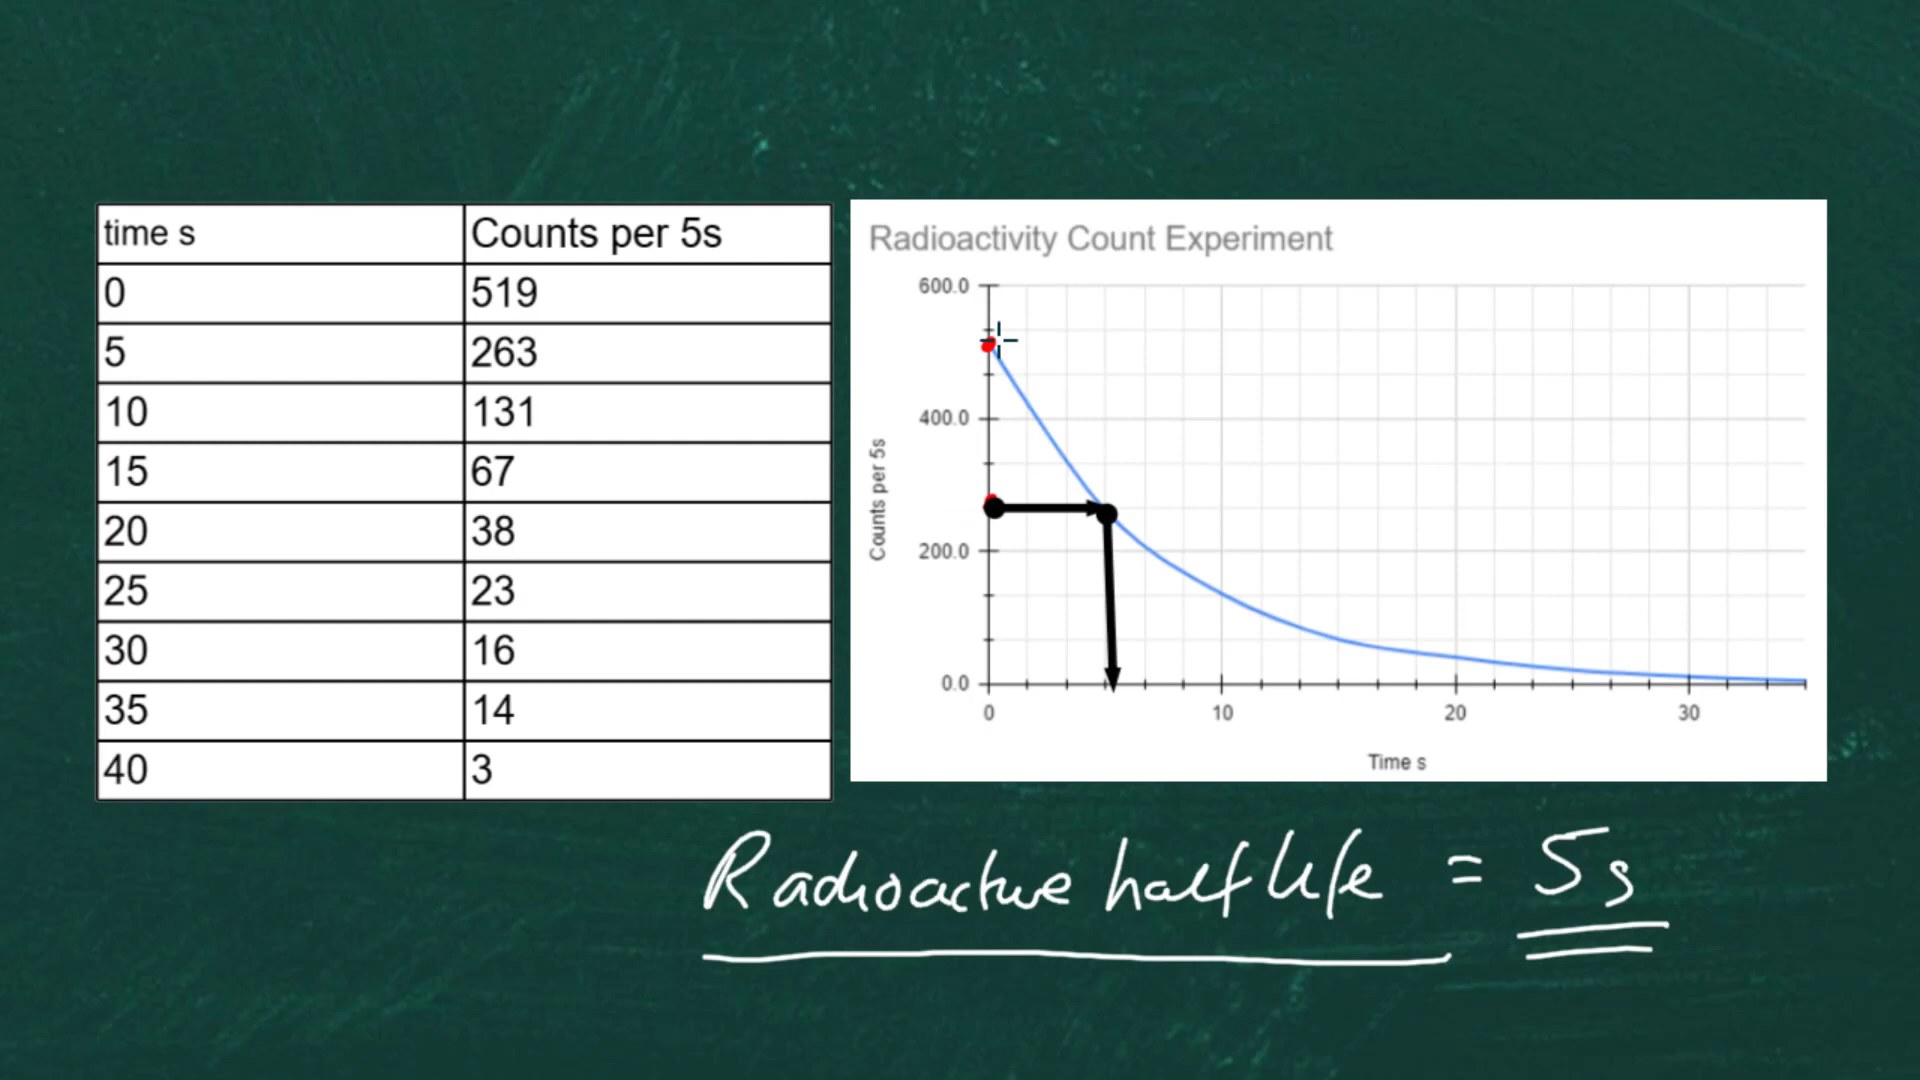 time s Counts per 5s
0 519
5 263
10 131
15 67
20 38
25 23
30 16
35 14
40 3
Radioactivity Count Experiment
600.0
400.0
200.0
0.0
Counts per 5s
0 10 20 30
Time s
Radioactive half life = 5s